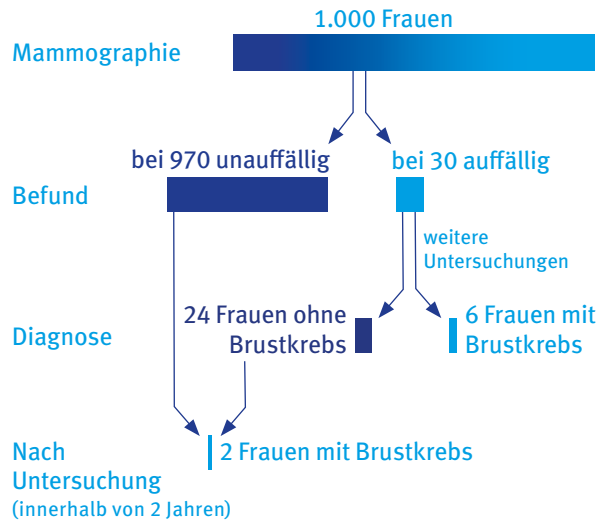 1.000 Frauen
Mammographie
bei 970 unauffällig
bei 30 auffällig
Befund
weitere
Untersuchungen
24 Frauen ohne
Brustkrebs
6 Frauen mit
Brustkrebs
Diagnose
Nach
Untersuchung
(innerhalb von 2 Jahren)
2 Frauen mit Brustkrebs